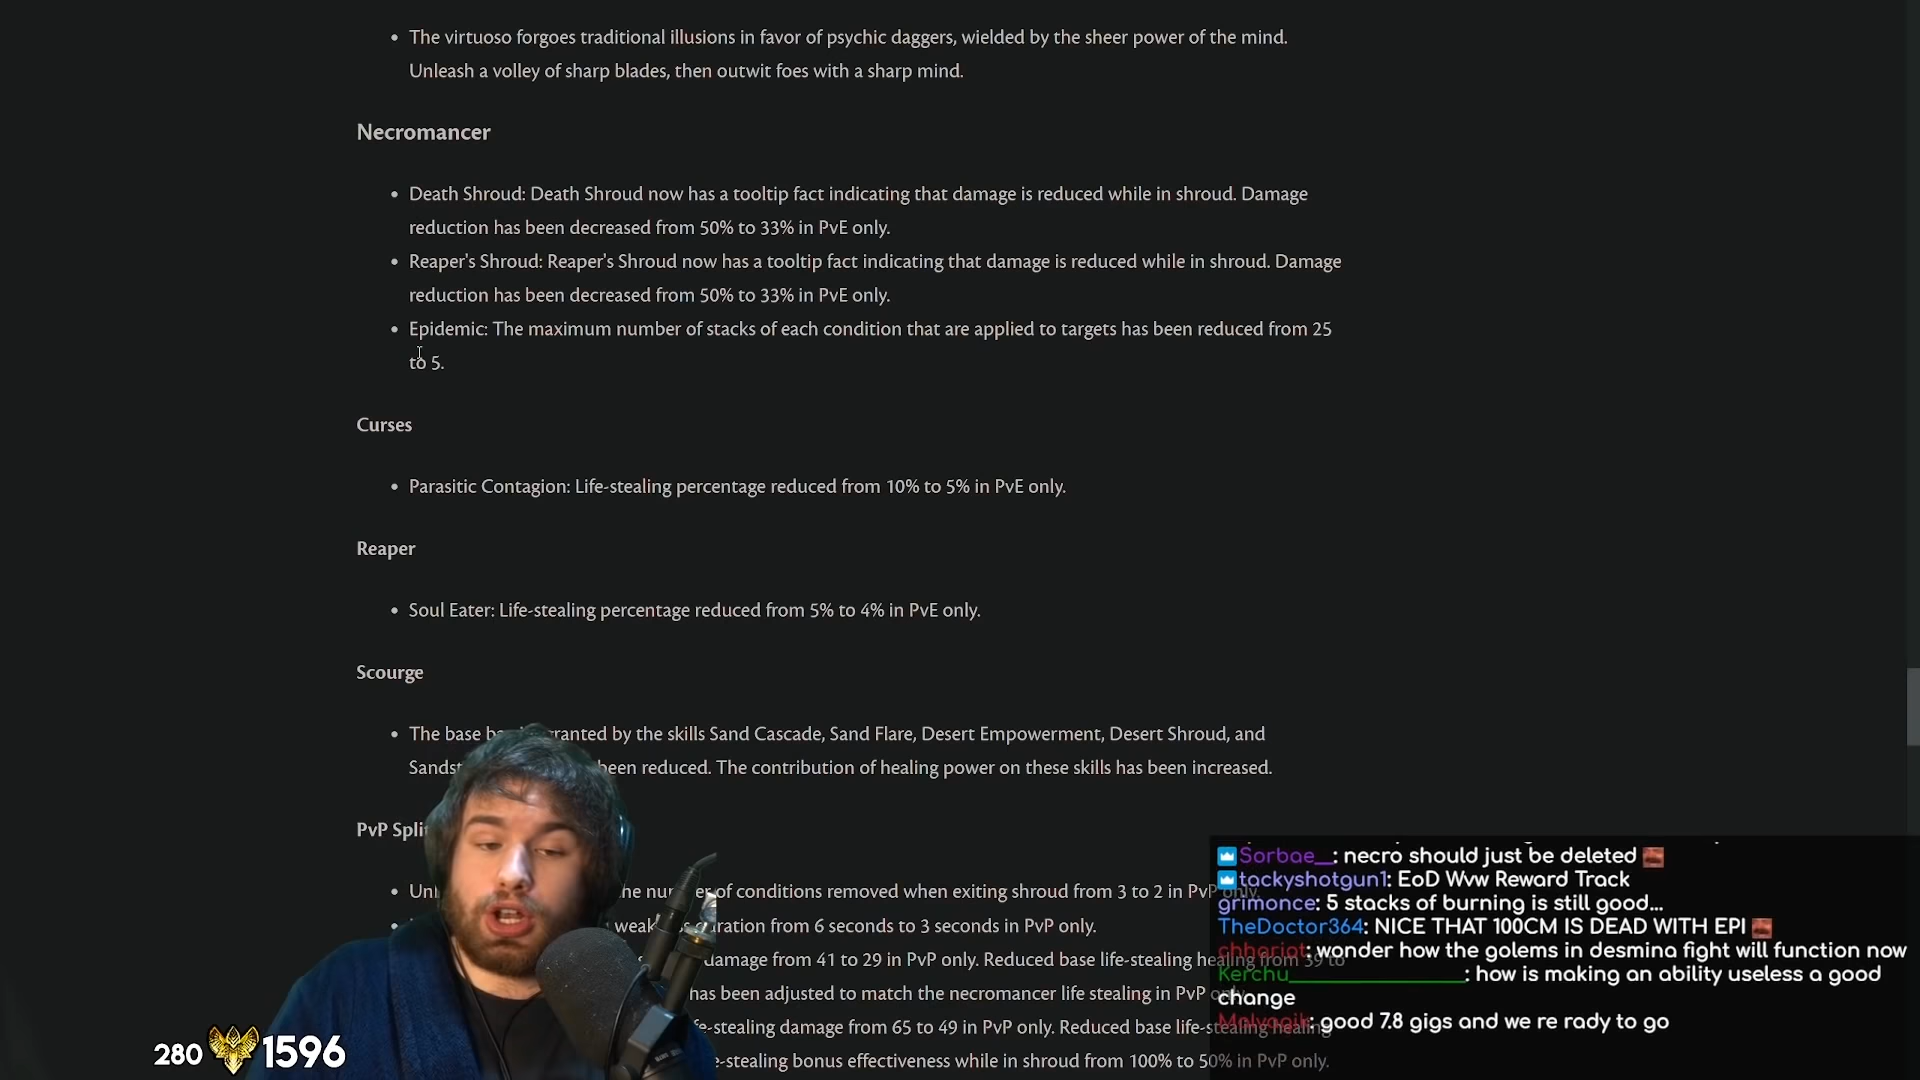 The virtuoso forgoes traditional illusions in favor of psychic daggers, wielded by the sheer power of the mind.
Unleash a volley of sharp blades, then outwit foes with a sharp mind.
Necromancer
Death Shroud: Death Shroud now has a tooltip fact indicating that damage is reduced while in shroud. Damage
reduction has been decreased from 50% to 33% in PvE only.
Reaper's Shroud: Reaper's Shroud now has a tooltip fact indicating that damage is reduced while in shroud. Damage
reduction has been decreased from 50% to 33% in PvE only.
Epidemic: The maximum number of stacks of each condition that are applied to targets has been reduced from 25
to 5.
Curses
Parasitic Contagion: Life-stealing percentage reduced from 10% to 5% in PvE only.
Reaper
Soul Eater: Life-stealing percentage reduced from 5% to 4% in PvE only.
Scourge
The base granted by the skills Sand Cascade, Sand Flare, Desert Empowerment, Desert Shroud, and
been reduced. The contribution of healing power on these skills has been increased.
PvP
of conditions removed when exiting shroud from 3 to 2 in PvP only.
from 6 seconds to 3 seconds in PvP only.
damage from 41 to 29 in PvP only. Reduced base life-stealing healing from 39 to
has been adjusted to match the necromancer life stealing in PvP
damage from 65 to 49 in PvP only. Reduced base life-stealing healing
bonus effectiveness while in shroud from 100% to 50% in PvP only.
Sorbae__: necro should just be deleted
tackyshotgun1: EoD Wvw Reward Track
grimonce: 5 stacks of burning is still good...
TheDoctor364: NICE THAT 100CM IS DEAD WITH EPI
chhariot: wonder how the golems in desmina fight will function now
: how is making an ability useless a good
change
: good 7.8 gigs and we re rady to go
280 1596